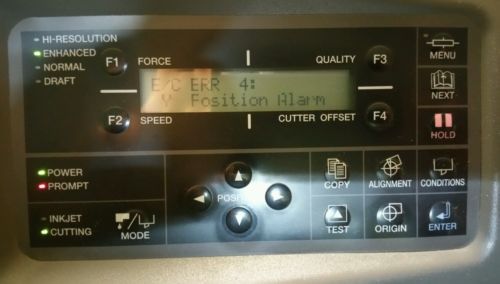 HI-RESOLUTION
ENHANCED
NORMAL
DRAFT
F1 FORCE
QUALITY F3
E/C ERR 4:
Y Position Alarm
F2 SPEED
CUTTER OFFSET F4
MENU
NEXT
HOLD
POWER
PROMPT
INKJET
CUTTING
MODE
COPY
ALIGNMENT
CONDITIONS
TEST
ORIGIN
ENTER